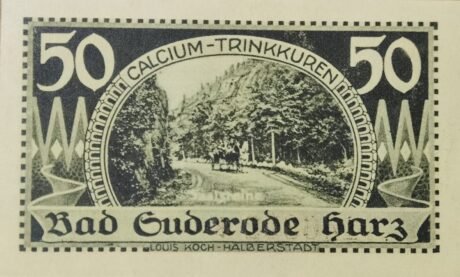 50 50
CALCIUM-TRINKKUREN
Bad Suderode Harz
LOUIS KOCH-HALBERSTADT